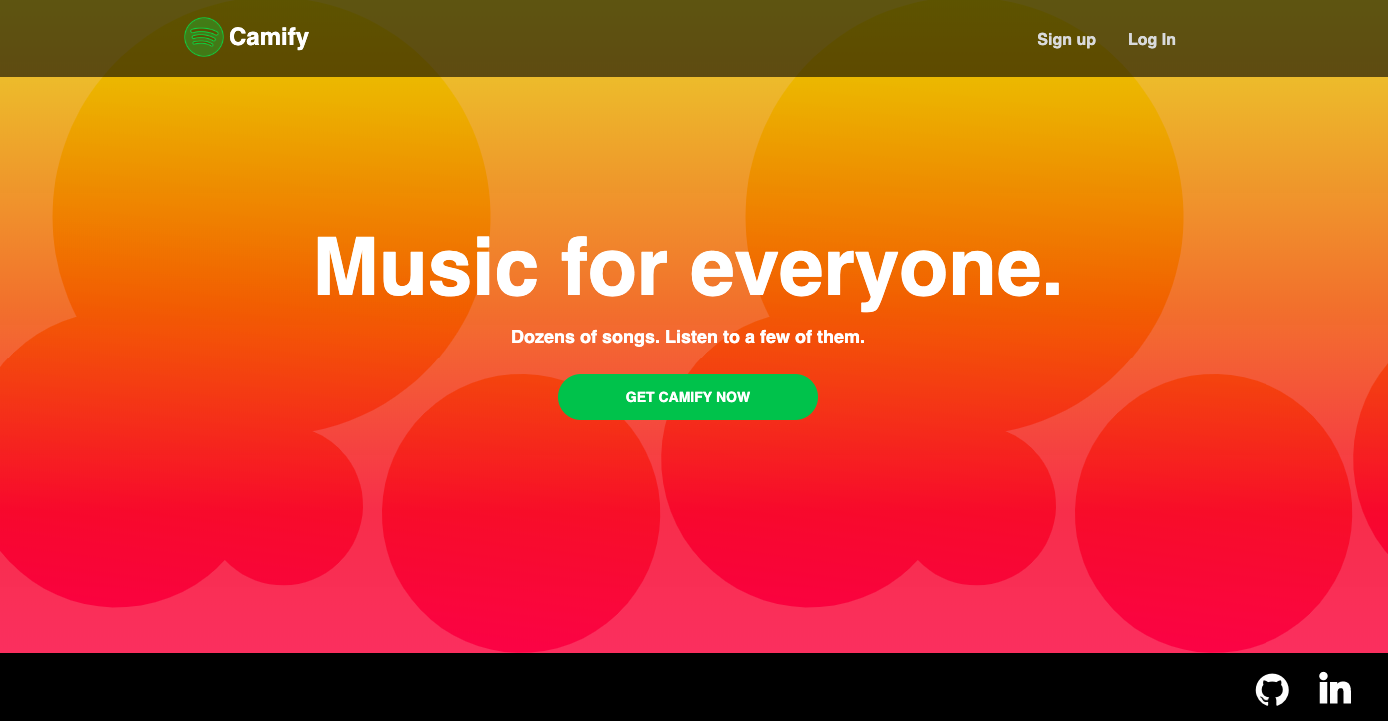 Camify
Sign up
Log In
Music for everyone.
Dozens of songs. Listen to a few of them.
GET CAMIFY NOW
in